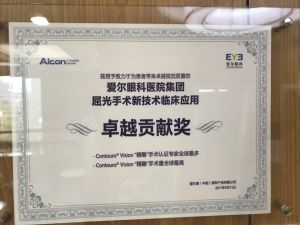 Alcon
EYE
爱尔眼科
兹授予致力于为患者带来卓越视觉质量的
爱尔眼科医院集团
屈光手术新技术临床应用
卓越贡献奖
- Contoura® Vision "精雕"手术认证专家全球最多
- Contoura® Vision "精雕"手术量全球最高
爱尔康（中国）眼科产品有限公司